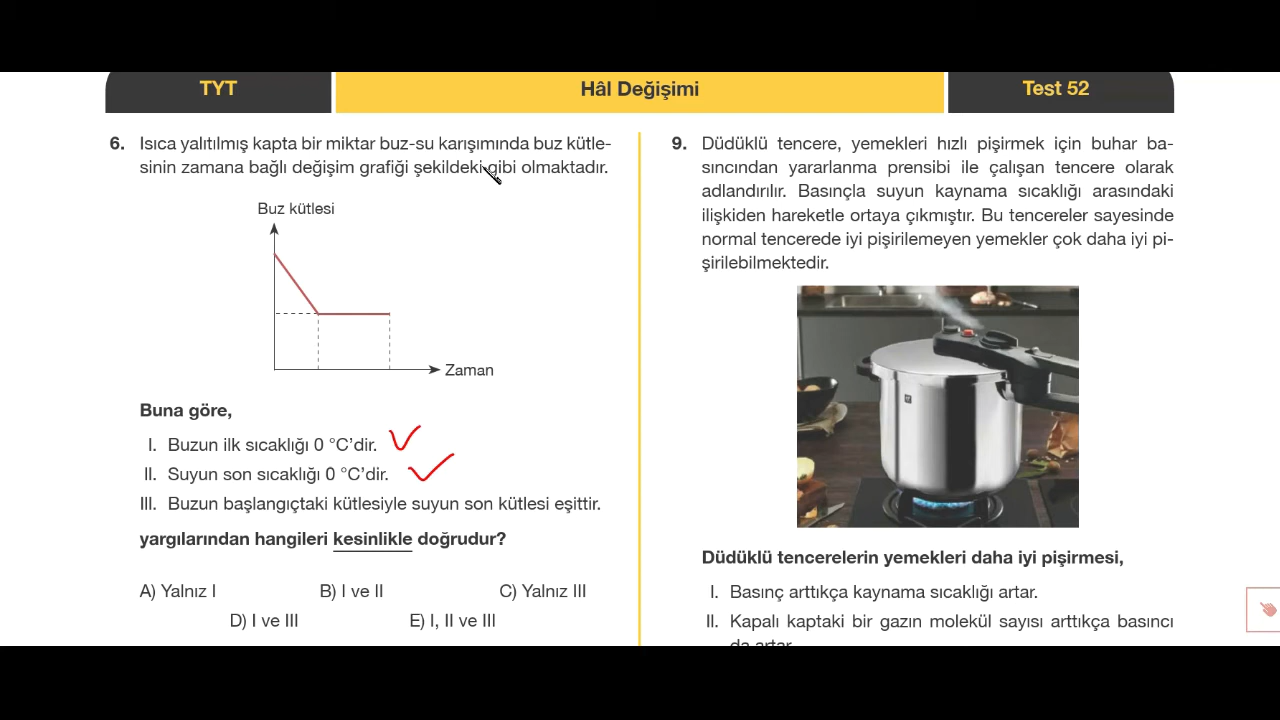 TYT
Hâl Değişimi
Test 52
6. Isıca yalıtılmış kapta bir miktar buz-su karışımında buz kütle-
sinin zamana bağlı değişim grafiği şekildeki gibi olmaktadır.
Buz kütlesi
Zaman
Buna göre,
I. Buzun ilk sıcaklığı 0 °C'dir.
II. Suyun son sıcaklığı 0 °C'dir.
III. Buzun başlangıçtaki kütlesiyle suyun son kütlesi eşittir.
yargılarından hangileri kesinlikle doğrudur?
A) Yalnız I B) I ve II C) Yalnız III
D) I ve III E) I, II ve III
9. Düdüklü tencere, yemekleri hızlı pişirmek için buhar ba-
sıncından yararlanma prensibi ile çalışan tencere olarak
adlandırılır. Basınçla suyun kaynama sıcaklığı arasındaki
ilişkiden hareketle ortaya çıkmıştır. Bu tencereler sayesinde
normal tencerede iyi pişirilemeyen yemekler çok daha iyi pi-
şirilebilmektedir.
Düdüklü tencerelerin yemekleri daha iyi pişirmesi,
I. Basınç arttıkça kaynama sıcaklığı artar.
II. Kapalı kaptaki bir gazın molekül sayısı arttıkça basıncı
da artar.